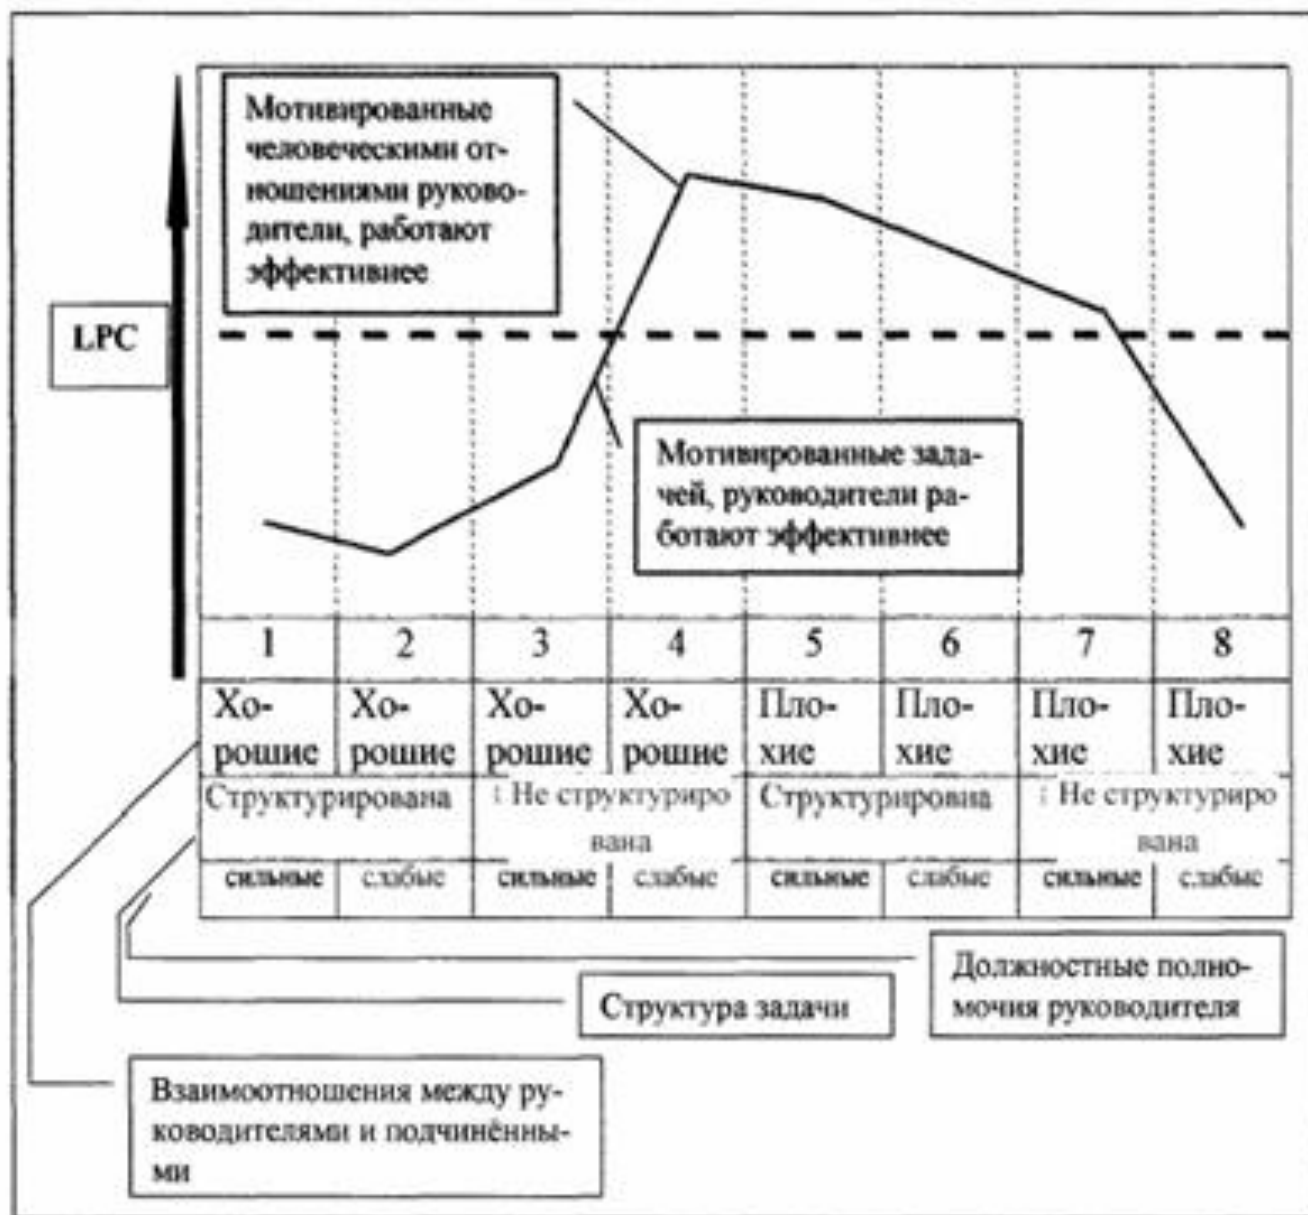 Мотивированные
человеческими от-
ношениями руково-
дители, работают
эффективнее
LPC
Мотивированные зада-
чей, руководители ра-
ботают эффективнее
1 2 3 4 5 6 7 8
Хо- Хо- Хо- Хо- Пло- Пло- Пло- Пло-
рошие рошие рошие рошие хие хие хие хие
Структурирована Не структуриро Структуровна Не структуриро
вана вана
сильные слабые сильные слабые сильные слабые сильные слабые
Должностные полно-
мочия руководителя
Структура задачи
Взаимоотношения между ру-
ководителями и подчинённы-
ми